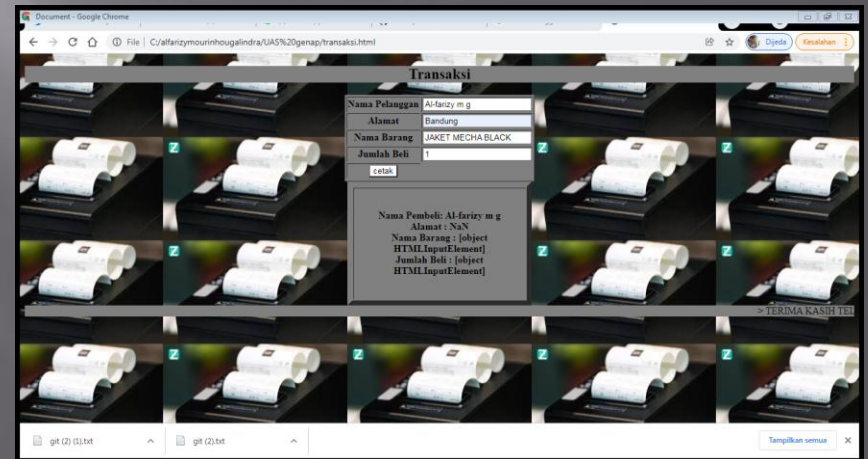 Document - Google Chrome
File | C:/alfarizymourinhougalindra/UAS%20genap/transaksi.html
Dijeda
Kesalahan
Transaksi
Nama Pelanggan Al-farizy m g
Alamat Bandung
Nama Barang JAKET MECHA BLACK
Jumlah Beli 1
cetak
Nama Pembeli: Al-farizy m g
Alamat : NaN
Nama Barang : [object
HTMLInputElement]
Jumlah Beli : [object
HTMLInputElement]
> TERIMA KASIH TEL
git (2) (1).txt
git (2).txt
Tampilkan semua